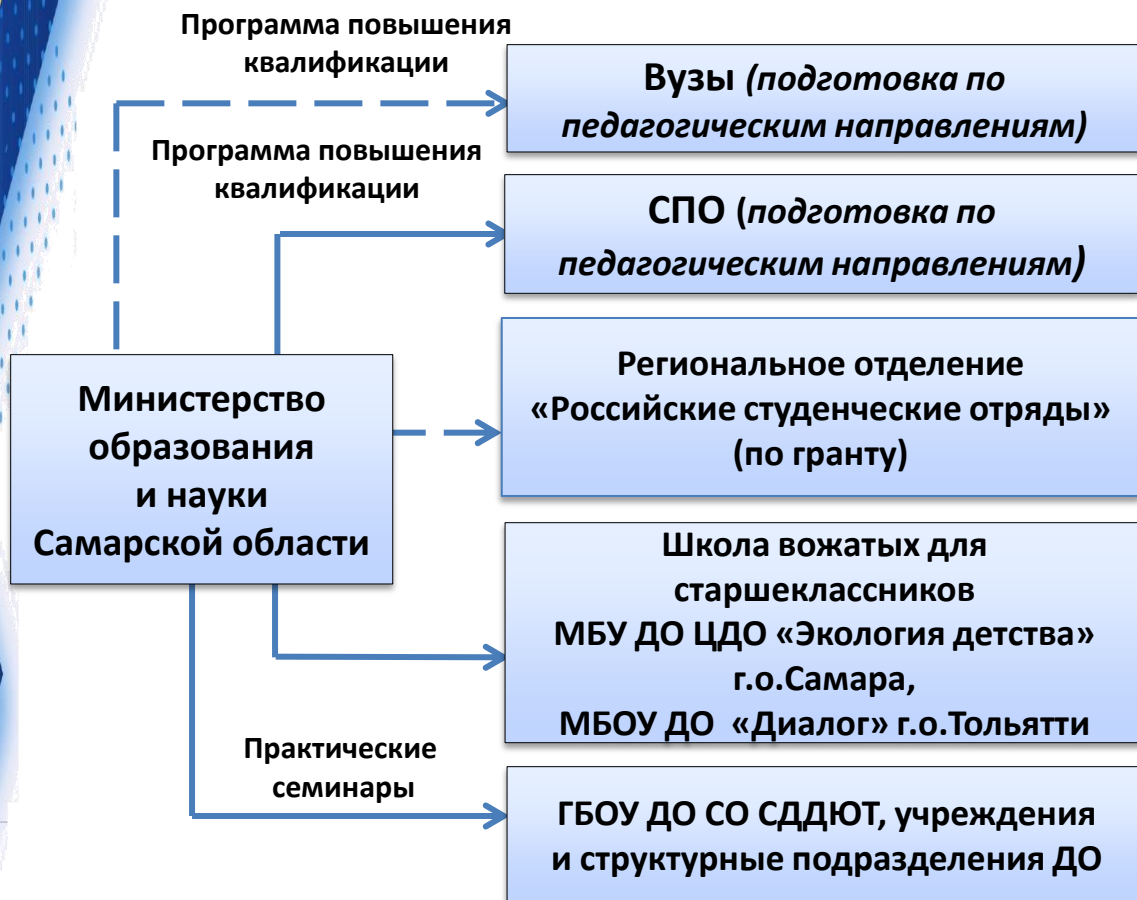 Программа повышения
квалификации
Вузы (подготовка по
педагогическим направлениям)
Программа повышения
квалификации
СПО (подготовка по
педагогическим направлениям)
Министерство
образования
и науки
Самарской области
Региональное отделение
«Российские студенческие отряды»
(по гранту)
Школа вожатых для
старшеклассников
МБУ ДО ЦДО «Экология детства»
г.о.Самара,
МБОУ ДО «Диалог» г.о.Тольятти
Практические
семинары
ГБОУ ДО СО СДДЮТ, учреждения
и структурные подразделения ДО